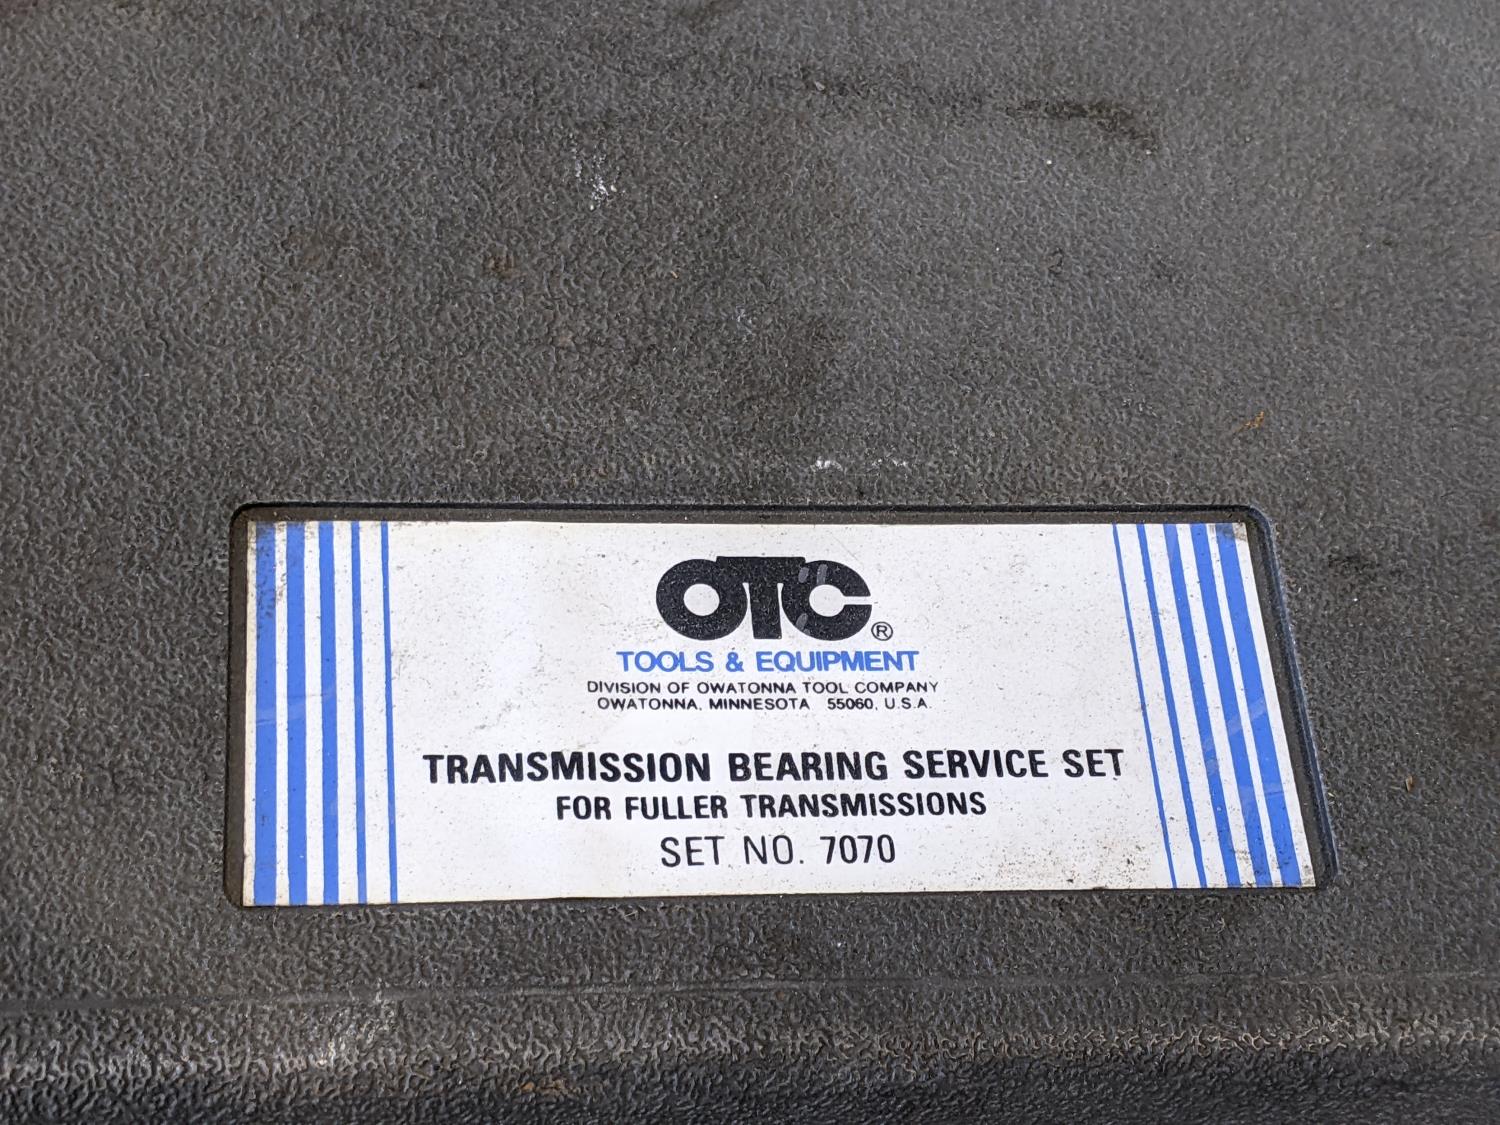 OTC®
TOOLS & EQUIPMENT
DIVISION OF OWATONNA TOOL COMPANY
OWATONNA, MINNESOTA 55060, U.S.A.
TRANSMISSION BEARING SERVICE SET
FOR FULLER TRANSMISSIONS
SET NO. 7070